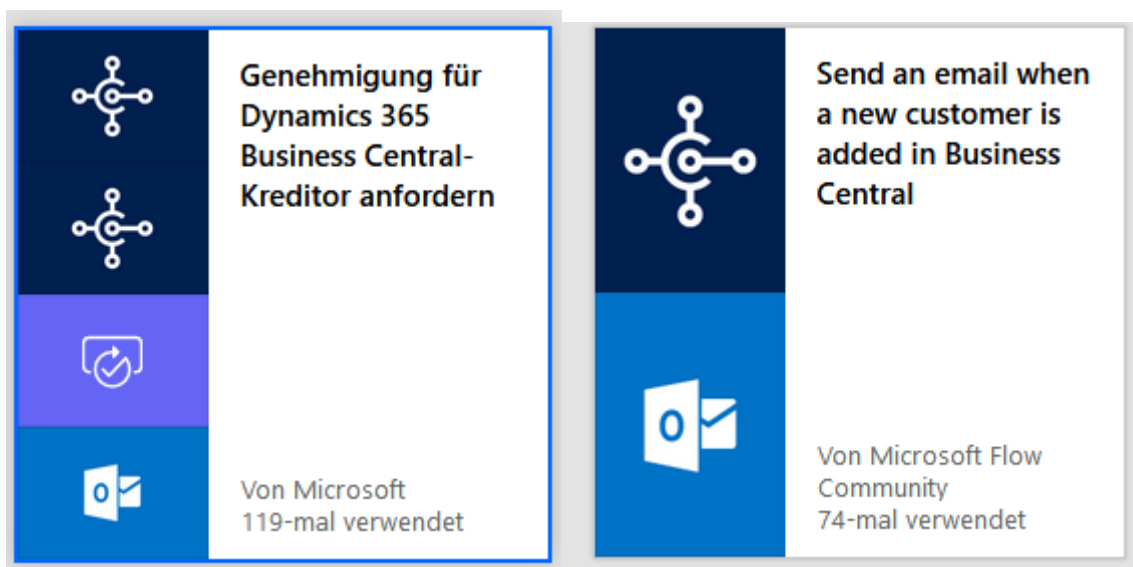 Genehmigung für
Dynamics 365
Business Central-
Kreditor anfordern
Von Microsoft
119-mal verwendet
Send an email when
a new customer is
added in Business
Central
Von Microsoft Flow
Community
74-mal verwendet